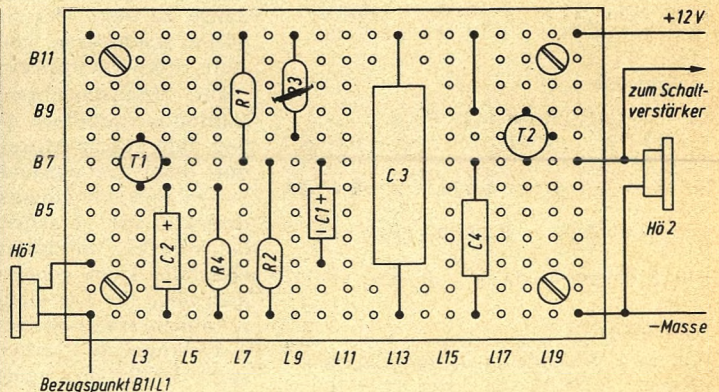 +12V
B11
zum Schalt-
verstärker
R1
R3
B9
T1
T2
B7
C3
C1
+
–
B5
C2
+
–
R4
R2
C4
Hö1
Hö 2
–Masse
L3 L5 L7 L9 L11 L13 L15 L17 L19
Bezugspunkt B1/L1